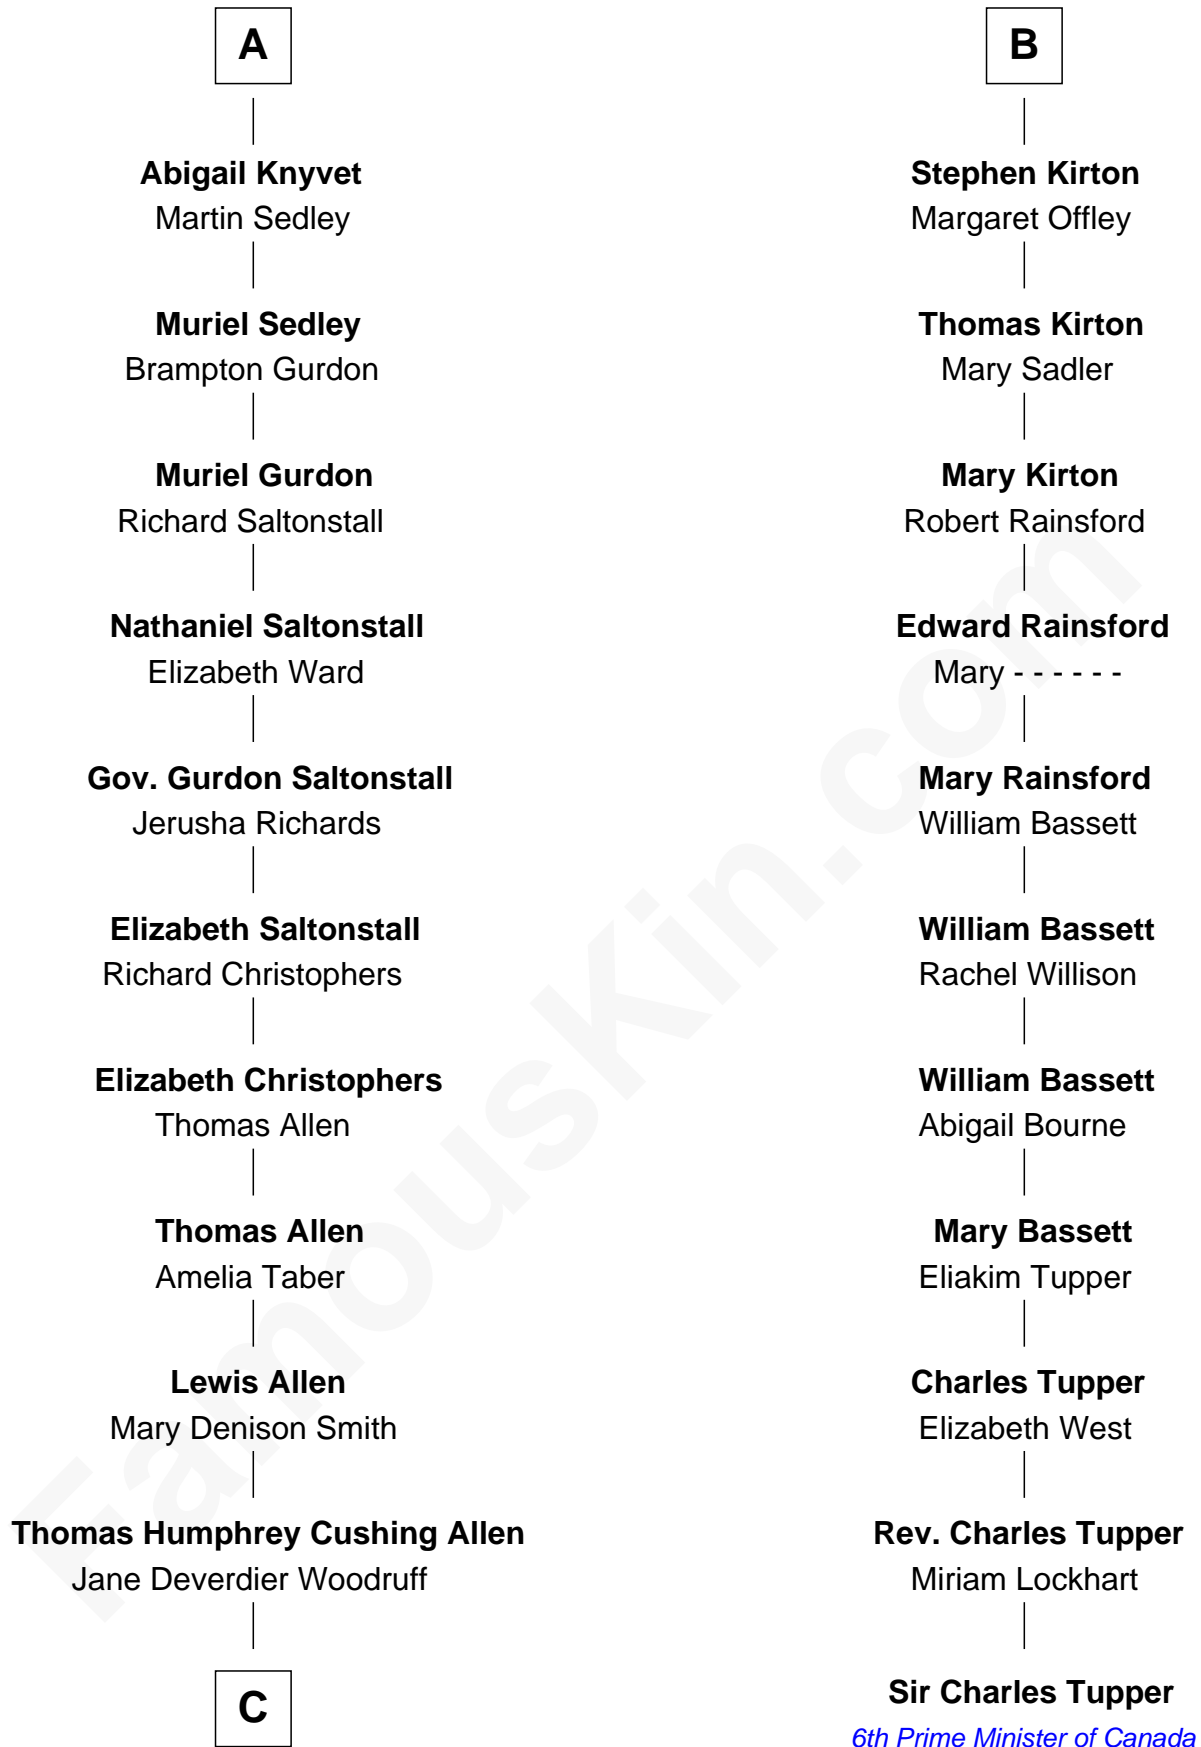 A
Abigail Knyvet
Martin Sedley
Muriel Sedley
Brampton Gurdon
Muriel Gurdon
Richard Saltonstall
Nathaniel Saltonstall
Elizabeth Ward
Gov. Gurdon Saltonstall
Jerusha Richards
Elizabeth Saltonstall
Richard Christophers
Elizabeth Christophers
Thomas Allen
Thomas Allen
Amelia Taber
Lewis Allen
Mary Denison Smith
Thomas Humphrey Cushing Allen
Jane Deverdier Woodruff
C
B
Stephen Kirton
Margaret Offley
Thomas Kirton
Mary Sadler
Mary Kirton
Robert Rainsford
Edward Rainsford
Mary - - - - - -
Mary Rainsford
William Bassett
William Bassett
Rachel Willison
William Bassett
Abigail Bourne
Mary Bassett
Eliakim Tupper
Charles Tupper
Elizabeth West
Rev. Charles Tupper
Miriam Lockhart
Sir Charles Tupper
6th Prime Minister of Canada
FamousKin.com